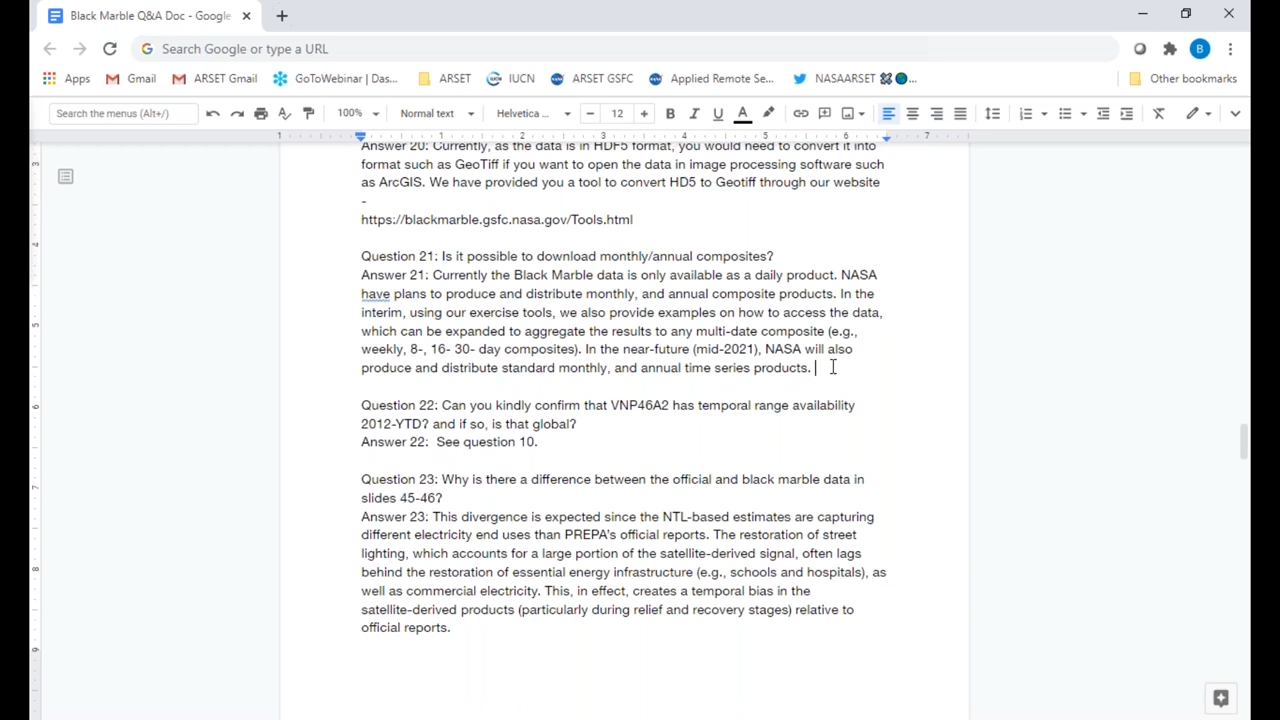 Black Marble Q&A Doc - Google
Search Google or type a URL
B
Apps
Gmail
ARSET Gmail
GoToWebinar | Das...
ARSET
IUCN
ARSET GSFC
Applied Remote Se...
NASAARSET
Other bookmarks
Search the menus (Alt+/)
100%
Normal text
Helvetica ...
12
B I U A
1 1 2 3 4 5 6 7
Answer 20: Currently, as the data is in HDF5 format, you would need to convert it into
format such as GeoTiff if you want to open the data in image processing software such
as ArcGIS. We have provided you a tool to convert HD5 to Geotiff through our website
-
https://blackmarble.gsfc.nasa.gov/Tools.html
Question 21: Is it possible to download monthly/annual composites?
Answer 21: Currently the Black Marble data is only available as a daily product. NASA
have plans to produce and distribute monthly, and annual composite products. In the
interim, using our exercise tools, we also provide examples on how to access the data,
which can be expanded to aggregate the results to any multi-date composite (e.g.,
weekly, 8-, 16- 30- day composites). In the near-future (mid-2021), NASA will also
produce and distribute standard monthly, and annual time series products.
Question 22: Can you kindly confirm that VNP46A2 has temporal range availability
2012-YTD? and if so, is that global?
Answer 22:  See question 10.
Question 23: Why is there a difference between the official and black marble data in
slides 45-46?
Answer 23: This divergence is expected since the NTL-based estimates are capturing
different electricity end uses than PREPA's official reports. The restoration of street
lighting, which accounts for a large portion of the satellite-derived signal, often lags
behind the restoration of essential energy infrastructure (e.g., schools and hospitals), as
well as commercial electricity. This, in effect, creates a temporal bias in the
satellite-derived products (particularly during relief and recovery stages) relative to
official reports.
3
4
5
6
7
8
9